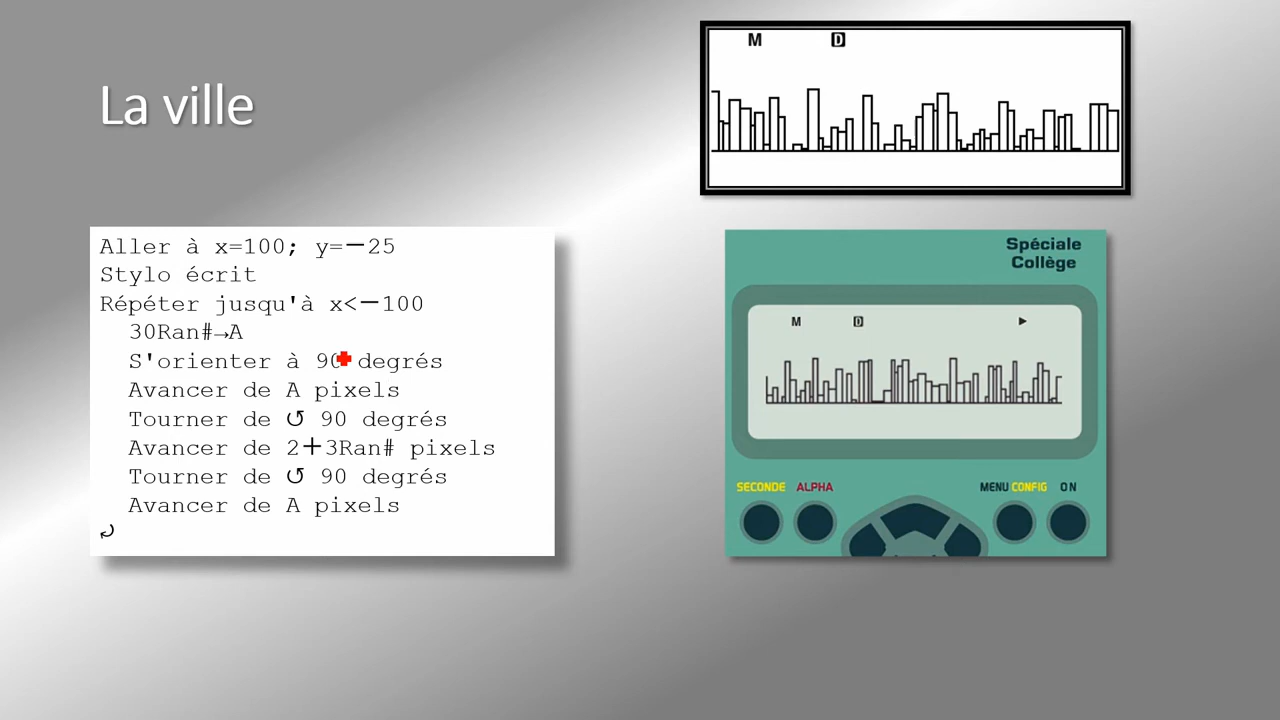 La ville
M D
Aller à x=100; y=−25
Stylo écrit
Répéter jusqu'à x<−100
30Ran#→A
S'orienter à 90 degrés
Avancer de A pixels
Tourner de ↺ 90 degrés
Avancer de 2+3Ran# pixels
Tourner de ↺ 90 degrés
Avancer de A pixels
⤶
Spéciale
Collège
M D ▶
SECONDE ALPHA MENU CONFIG ON